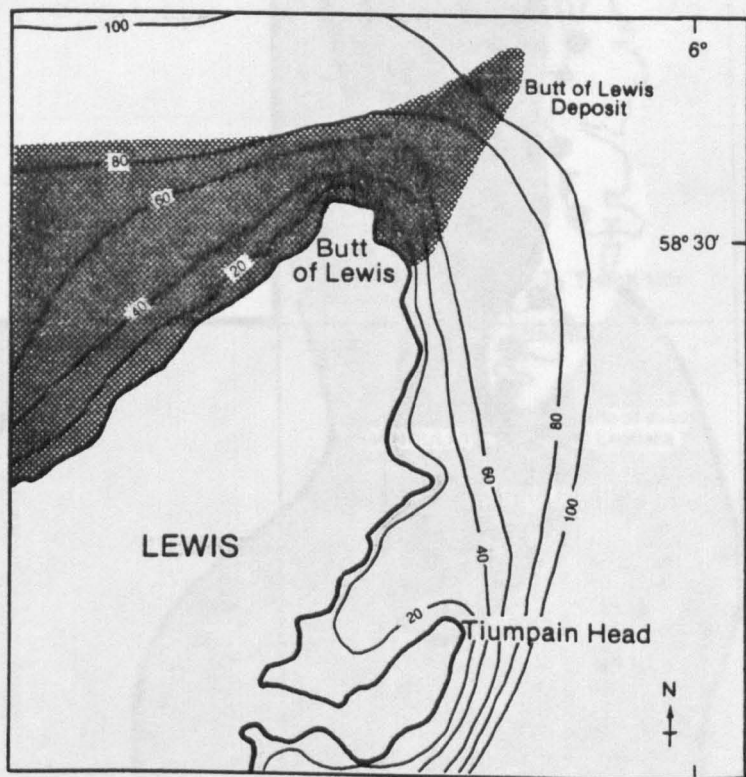 100
6°
Butt of Lewis
Deposit
80
60
58° 30′
Butt
of Lewis
20
40
80
60
100
LEWIS
40
20
Tiumpain Head
N